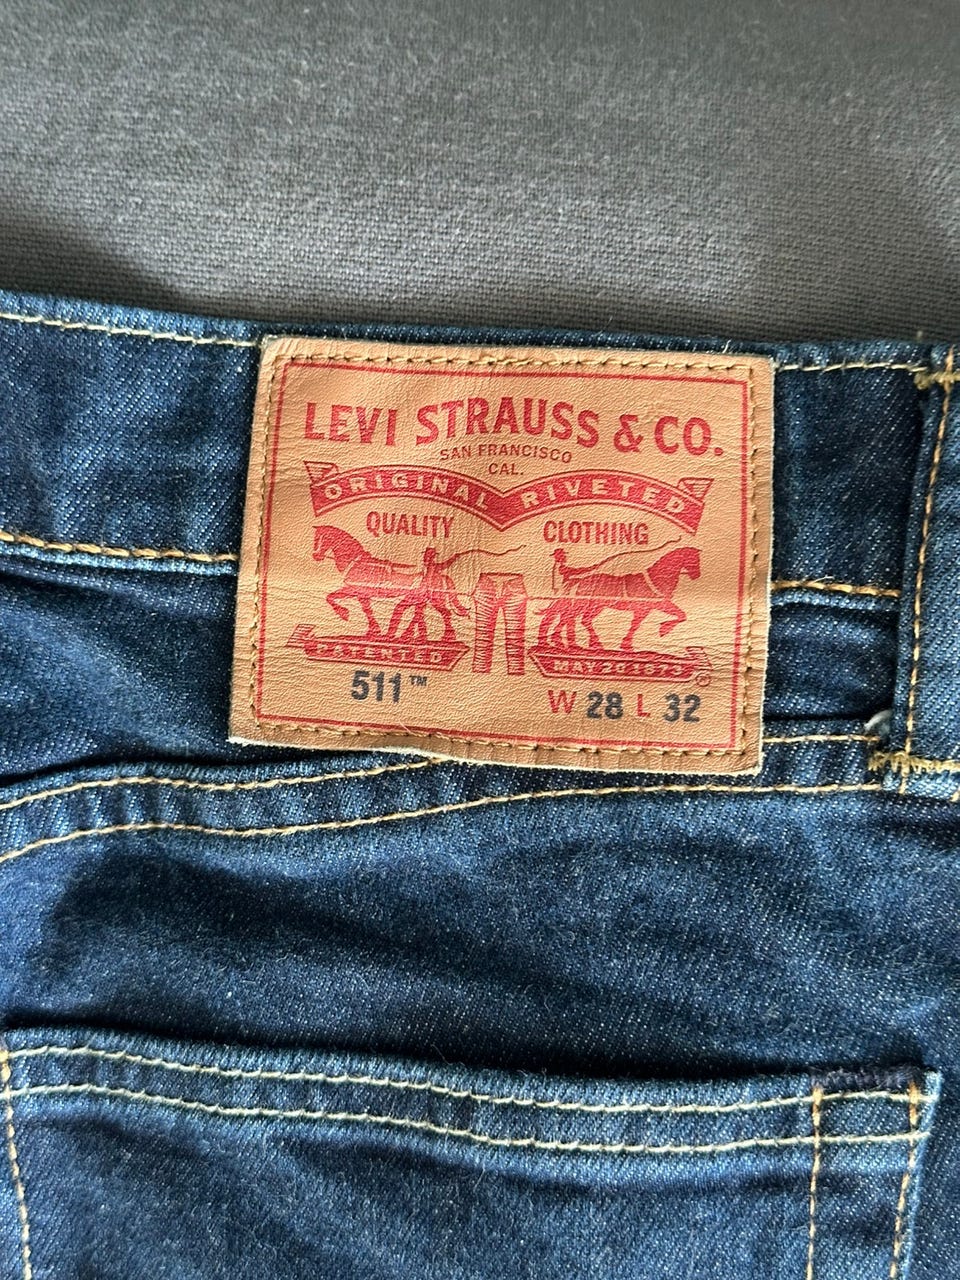 LEVI STRAUSS & CO.
SAN FRANCISCO
CAL.
ORIGINAL RIVETED
QUALITY CLOTHING
PATENTED MAY 20 1873 ®
511™ W 28 L 32